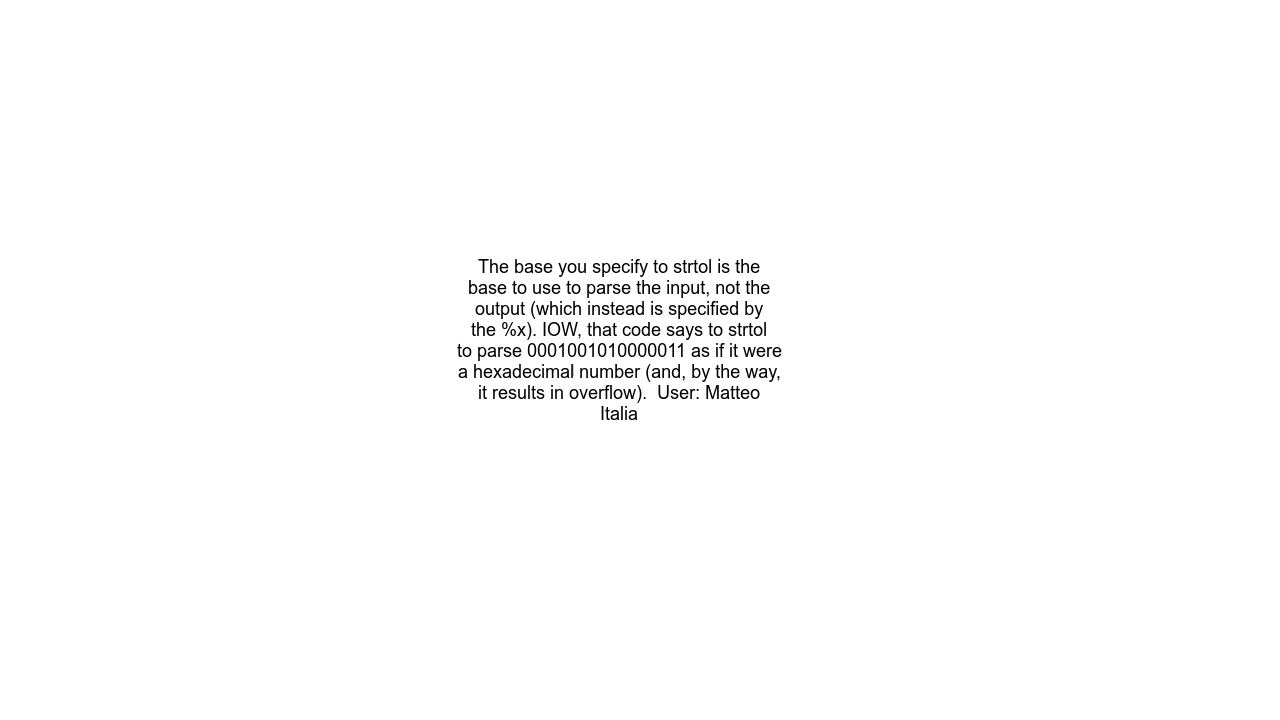 The base you specify to strtol is the
base to use to parse the input, not the
output (which instead is specified by
the %x). IOW, that code says to strtol
to parse 0001001010000011 as if it were
a hexadecimal number (and, by the way,
it results in overflow).  User: Matteo
Italia